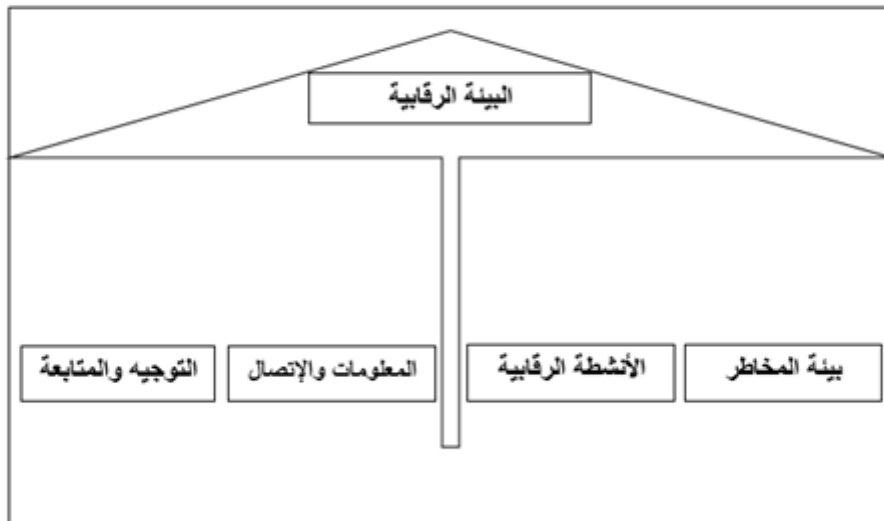 البيئة الرقابية
بيئة المخاطر
الأنشطة الرقابية
المعلومات والإتصال
التوجيه والمتابعة